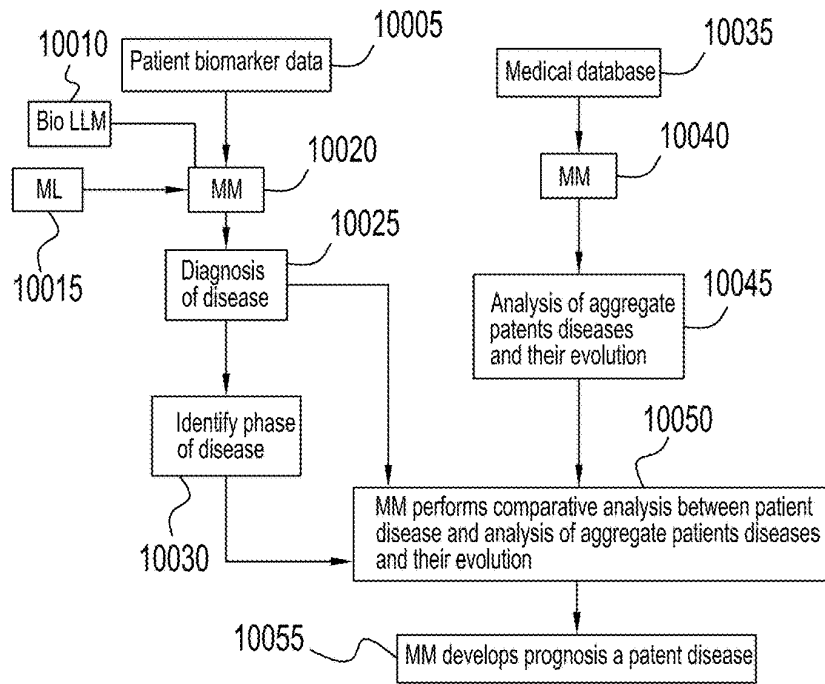 10005
10035
10010
Patient biomarker data
Medical database
Bio LLM
10020
10040
ML
MM
MM
10025
10015
Diagnosis
of disease
10045
Analysis of aggregate
patents diseases
and their evolution
Identify phase
of disease
10050
10030
MM performs comparative analysis between patient
disease and analysis of aggregate patients diseases
and their evolution
10055
MM develops prognosis a patent disease